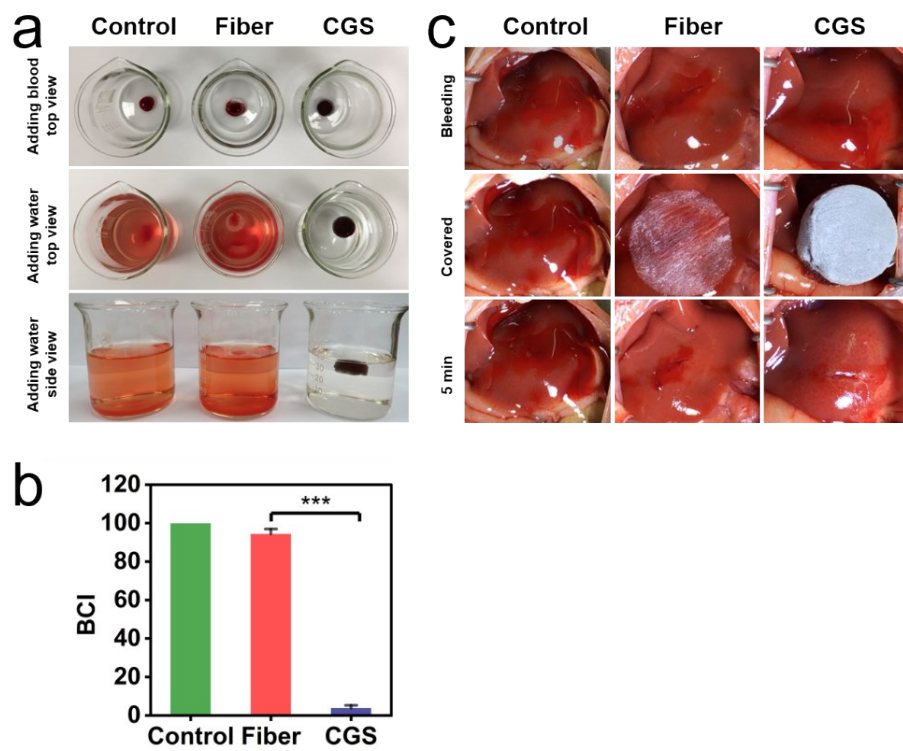 a
Control Fiber CGS
Adding blood
top view
Adding water
top view
Adding water
side view
c
Control Fiber CGS
Bleeding
Covered
5 min
b
BCI
120
100
80
60
40
20
0
***
Control Fiber CGS